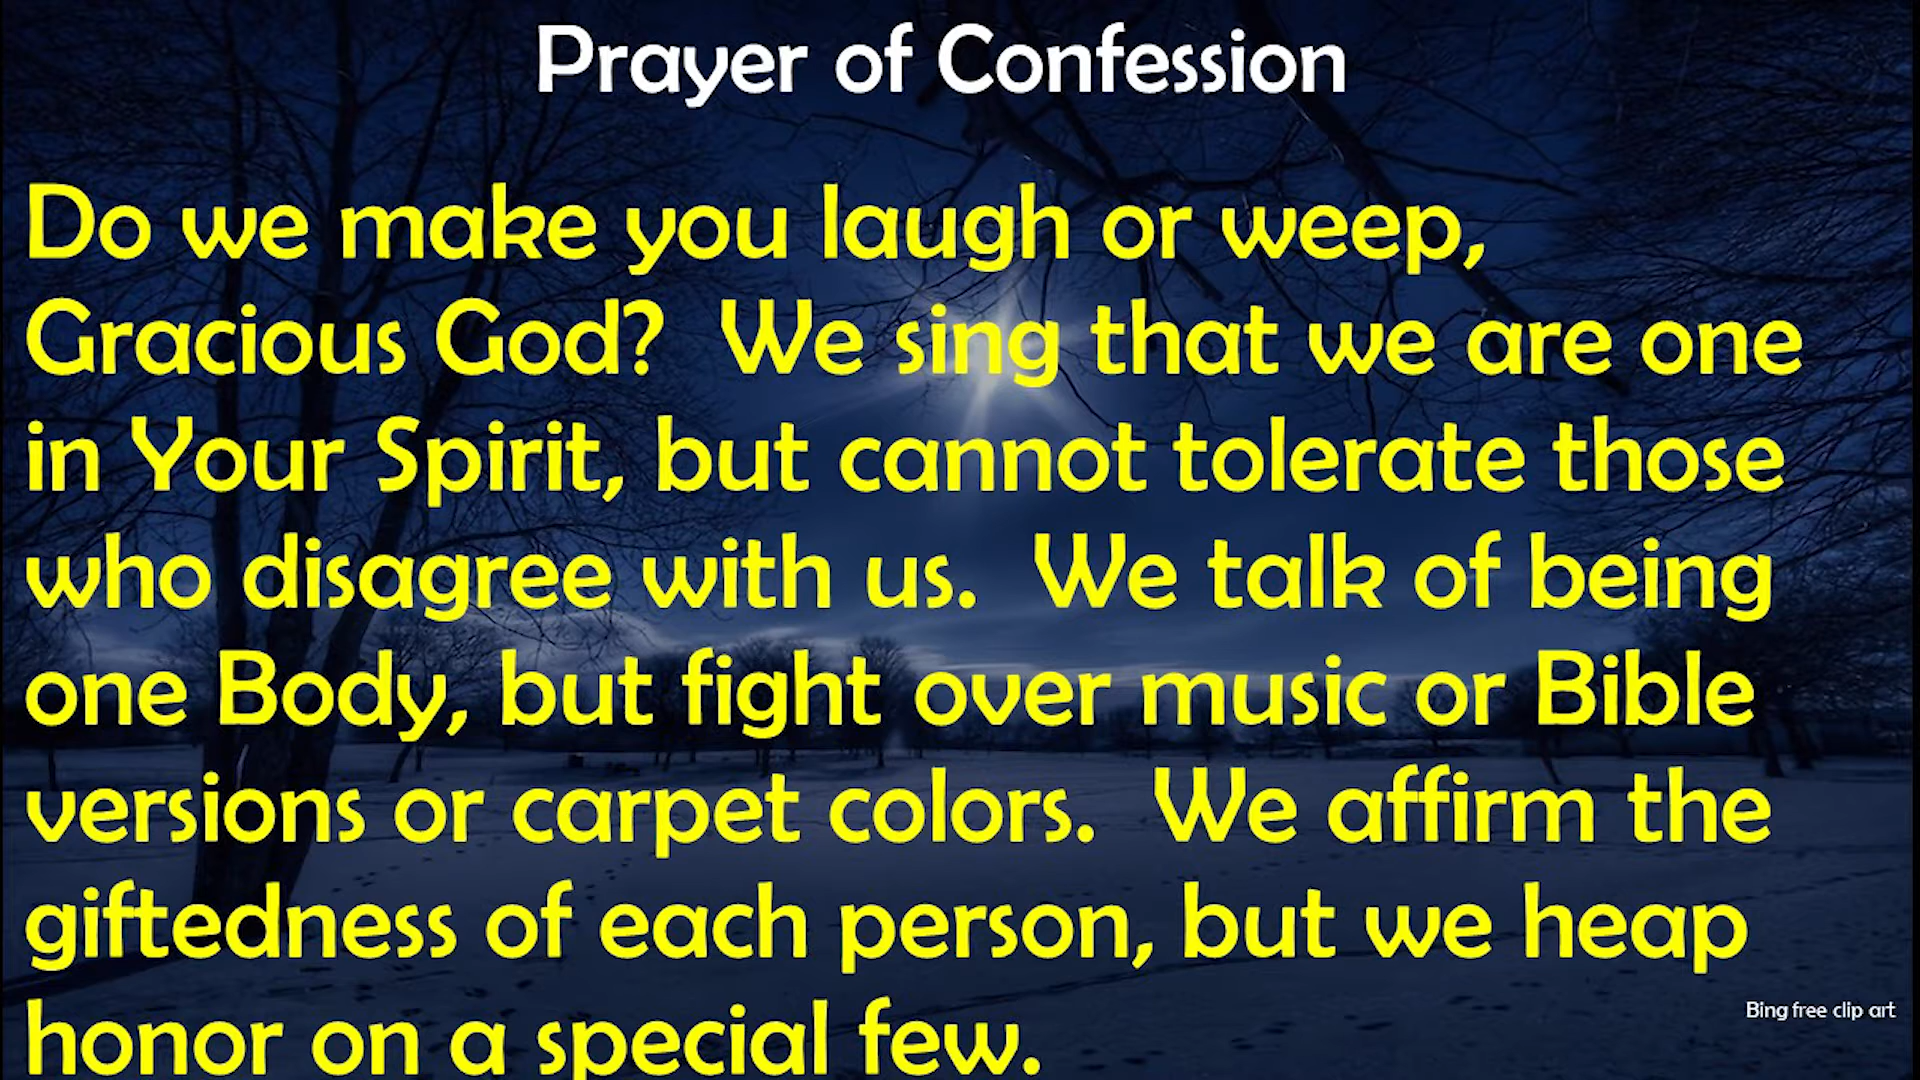 Prayer of Confession
Do we make you laugh or weep,
Gracious God?  We sing that we are one
in Your Spirit, but cannot tolerate those
who disagree with us.  We talk of being
one Body, but fight over music or Bible
versions or carpet colors.  We affirm the
giftedness of each person, but we heap
honor on a special few.
Bing free clip art